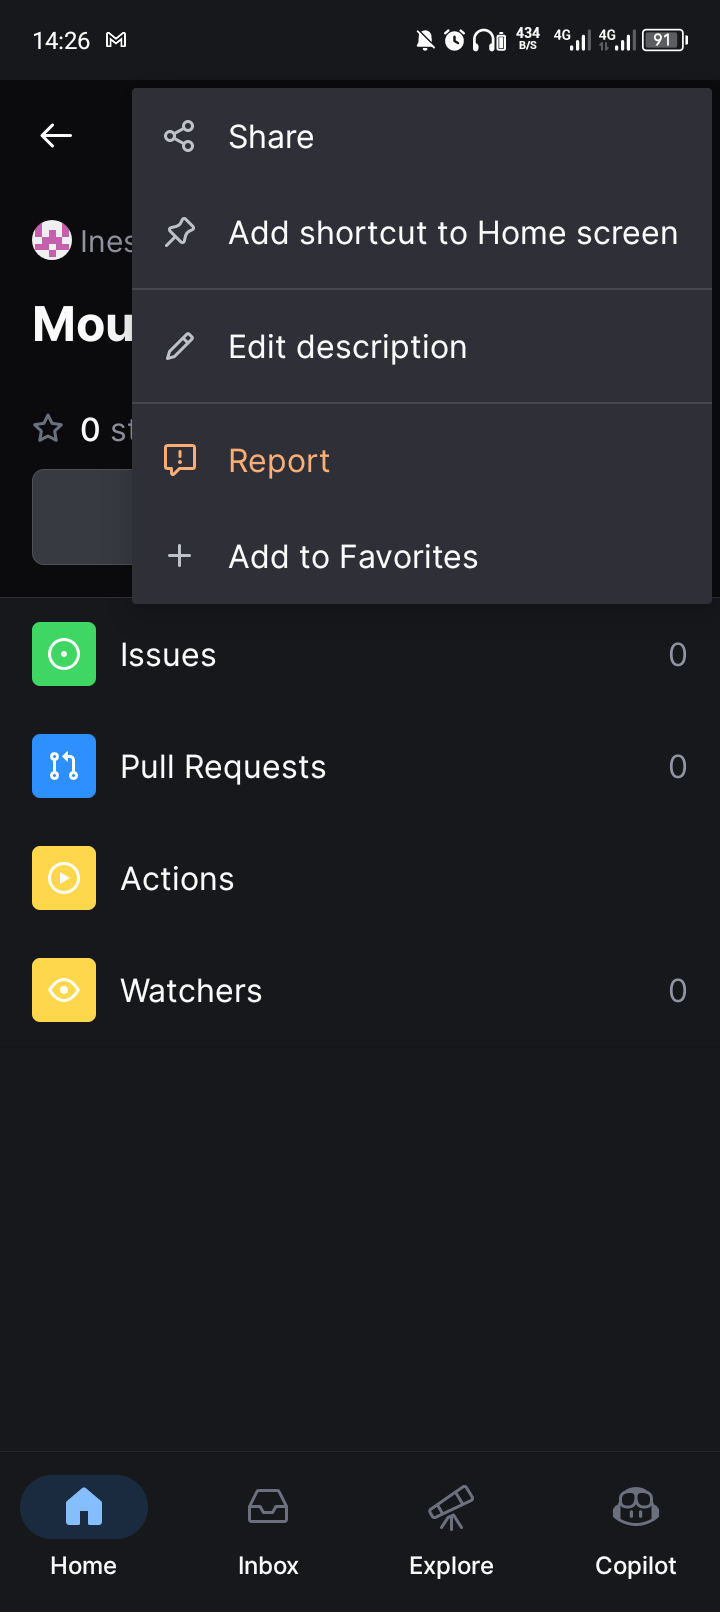 14:26
434
B/S
4G
4G
91
Share
Ines
Add shortcut to Home screen
Mou
Edit description
0 st
Report
Add to Favorites
Issues 0
Pull Requests 0
Actions
Watchers 0
Home Inbox Explore Copilot